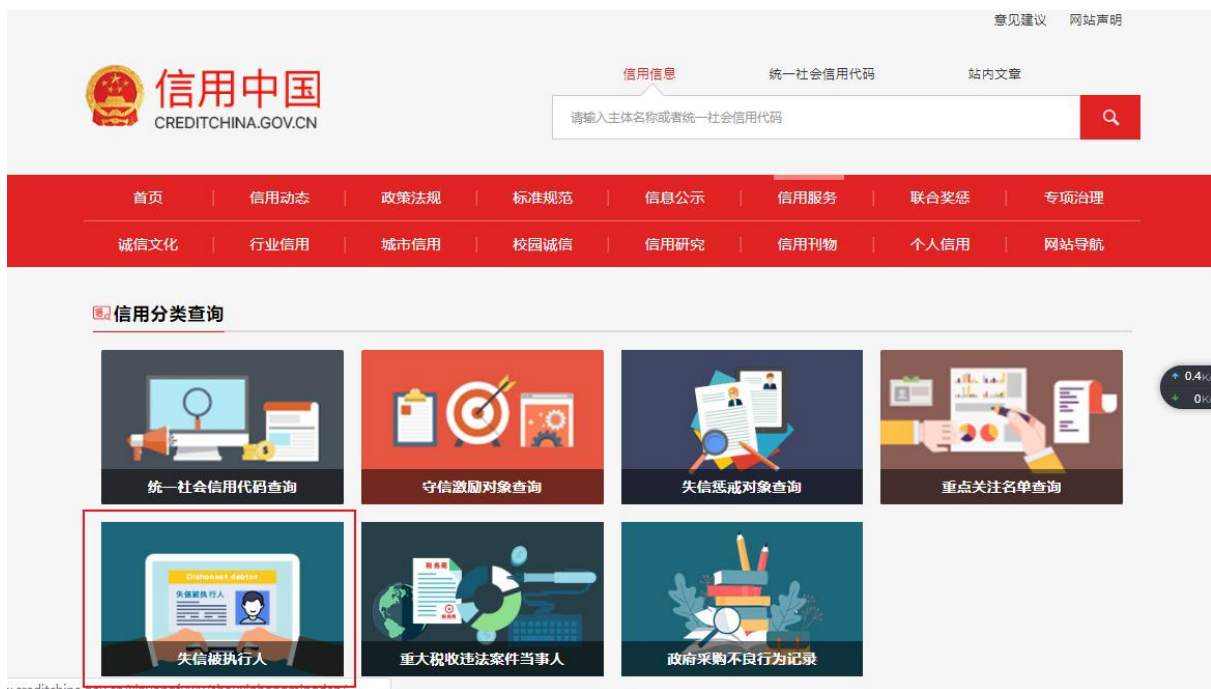 意见建议 网站声明
信用中国
CREDITCHINA.GOV.CN
信用信息 统一社会信用代码 站内文章
请输入主体名称或者统一社会信用代码
首页 信用动态 政策法规 标准规范 信息公示 信用服务 联合奖惩 专项治理
诚信文化 行业信用 城市信用 校园诚信 信用研究 信用刊物 个人信用 网站导航
信用分类查询
统一社会信用代码查询 守信激励对象查询 失信惩戒对象查询 重点关注名单查询
0.4K
0K
Dishonest debtor
失信被执行人
税务局
失信被执行人 重大税收违法案件当事人 政府采购不良行为记录